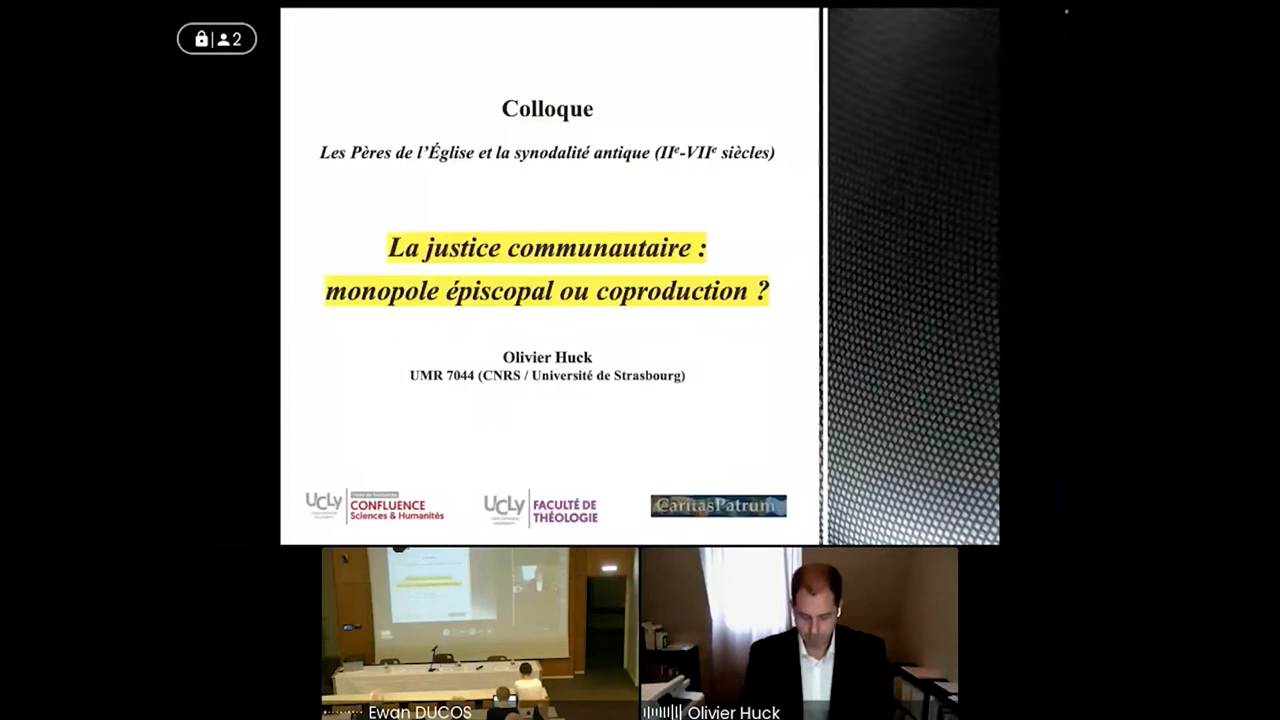 2
Colloque
Les Pères de l'Église et la synodalité antique (IIe-VIIe siècles)
La justice communautaire :
monopole épiscopal ou coproduction ?
Olivier Huck
UMR 7044 (CNRS / Université de Strasbourg)
UCLy
CONFLUENCE
Sciences & Humanités
UCLy
FACULTÉ DE
THÉOLOGIE
CaritasPatrum
Ewan DUCOS
Olivier Huck